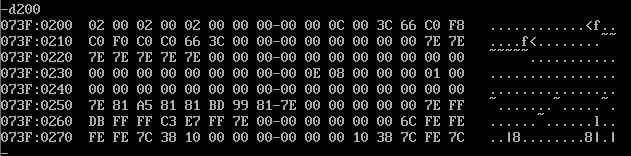 -d200
073F:0200  02 00 02 00 02 00 00 00-00 00 0C 00 3C 66 C0 F8   ............<f..
073F:0210  C0 F0 C0 C0 66 3C 00 00-00 00 00 00 00 00 7E 7E   ....f<........~~
073F:0220  7E 7E 7E 7E 7E 00 00 00-00 00 00 00 00 00 00 00   ~~~~~...........
073F:0230  00 00 00 00 00 00 00 00-0E 08 00 00 00 00 01 00   ................
073F:0240  00 00 00 00 00 00 00 00-00 00 00 00 00 00 00 00   ................
073F:0250  7E 81 A5 81 81 BD 99 81-7E 00 00 00 00 00 7E FF   ~.......~.....~.
073F:0260  DB FF FF C3 E7 FF 7E 00-00 00 00 00 00 6C FE FE   ......~......l..
073F:0270  FE FE 7C 38 10 00 00 00-00 00 00 10 38 7C FE 7C   ..|8........8|.|